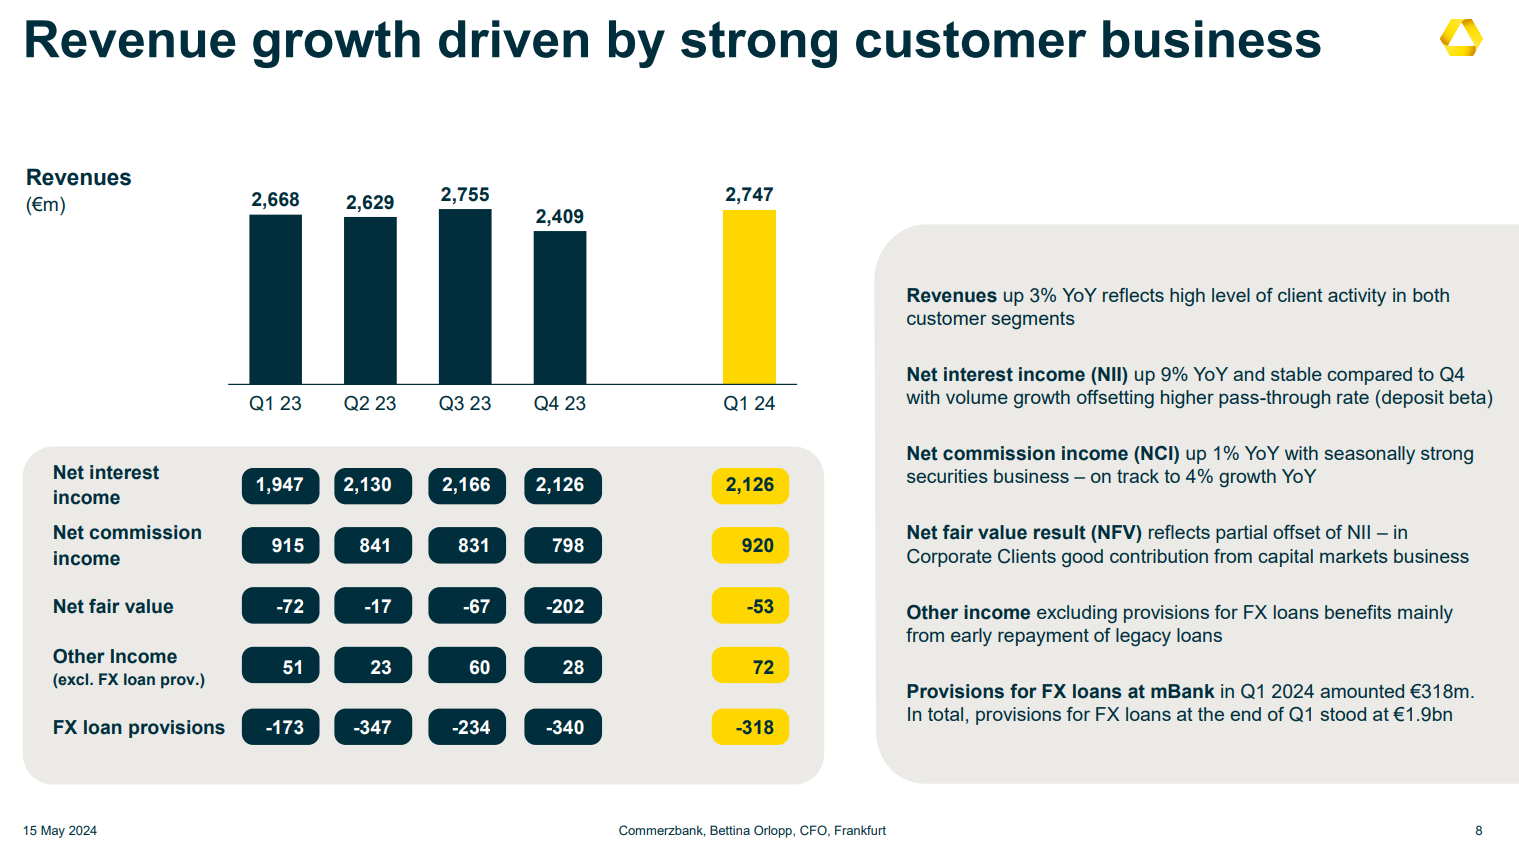 Revenue growth driven by strong customer business
Revenues
(€m)
2,668
2,629
2,755
2,409
2,747
Q1 23
Q2 23
Q3 23
Q4 23
Q1 24
Net interest
income
1,947
2,130
2,166
2,126
2,126
Net commission
income
915
841
831
798
920
Net fair value
-72
-17
-67
-202
-53
Other Income
(excl. FX loan prov.)
51
23
60
28
72
FX loan provisions
-173
-347
-234
-340
-318
Revenues up 3% YoY reflects high level of client activity in both
customer segments
Net interest income (NII) up 9% YoY and stable compared to Q4
with volume growth offsetting higher pass-through rate (deposit beta)
Net commission income (NCI) up 1% YoY with seasonally strong
securities business – on track to 4% growth YoY
Net fair value result (NFV) reflects partial offset of NII – in
Corporate Clients good contribution from capital markets business
Other income excluding provisions for FX loans benefits mainly
from early repayment of legacy loans
Provisions for FX loans at mBank in Q1 2024 amounted €318m.
In total, provisions for FX loans at the end of Q1 stood at €1.9bn
15 May 2024
Commerzbank, Bettina Orlopp, CFO, Frankfurt
8